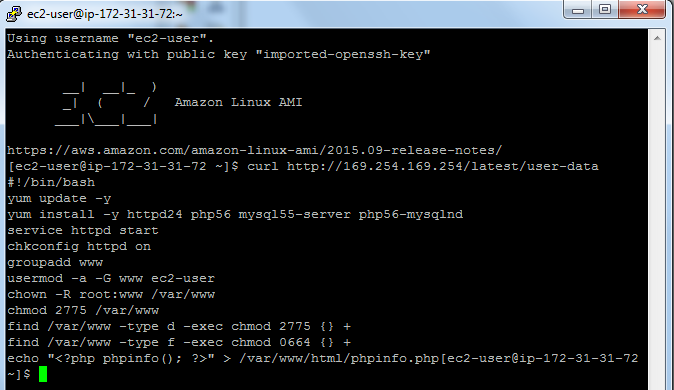 ec2-user@ip-172-31-31-72:~
Using username "ec2-user".
Authenticating with public key "imported-openssh-key"
       __|  __|_  )
       _|  (     /   Amazon Linux AMI
      ___|\___|___|
https://aws.amazon.com/amazon-linux-ami/2015.09-release-notes/
[ec2-user@ip-172-31-31-72 ~]$ curl http://169.254.169.254/latest/user-data
#!/bin/bash
yum update -y
yum install -y httpd24 php56 mysql55-server php56-mysqlnd
service httpd start
chkconfig httpd on
groupadd www
usermod -a -G www ec2-user
chown -R root:www /var/www
chmod 2775 /var/www
find /var/www -type d -exec chmod 2775 {} +
find /var/www -type f -exec chmod 0664 {} +
echo "<?php phpinfo(); ?>" > /var/www/html/phpinfo.php[ec2-user@ip-172-31-31-72
~]$